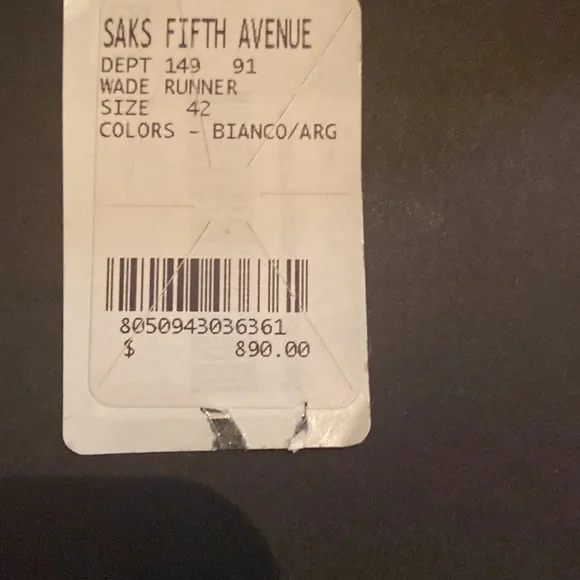 SAKS FIFTH AVENUE
DEPT 149 91
WADE RUNNER
SIZE 42
COLORS - BIANCO/ARG
8050943036361
$ 890.00